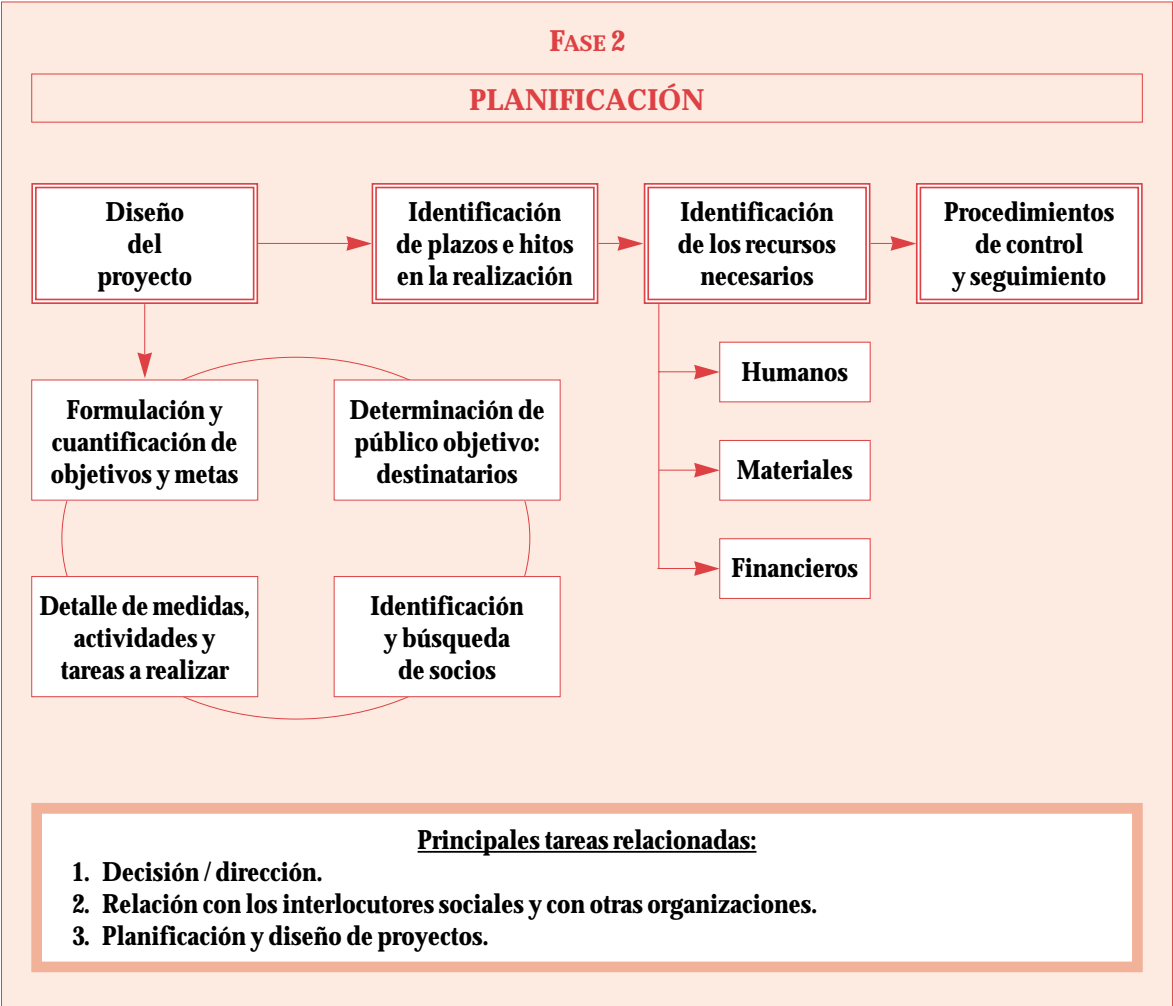 FASE 2
PLANIFICACIÓN
Diseño
del
proyecto
Identificación
de plazos e hitos
en la realización
Identificación
de los recursos
necesarios
Procedimientos
de control
y seguimiento
Formulación y
cuantificación de
objetivos y metas
Determinación de
público objetivo:
destinatarios
Detalle de medidas,
actividades y
tareas a realizar
Identificación
y búsqueda
de socios
Humanos
Materiales
Financieros
Principales tareas relacionadas:
1. Decisión / dirección.
2. Relación con los interlocutores sociales y con otras organizaciones.
3. Planificación y diseño de proyectos.